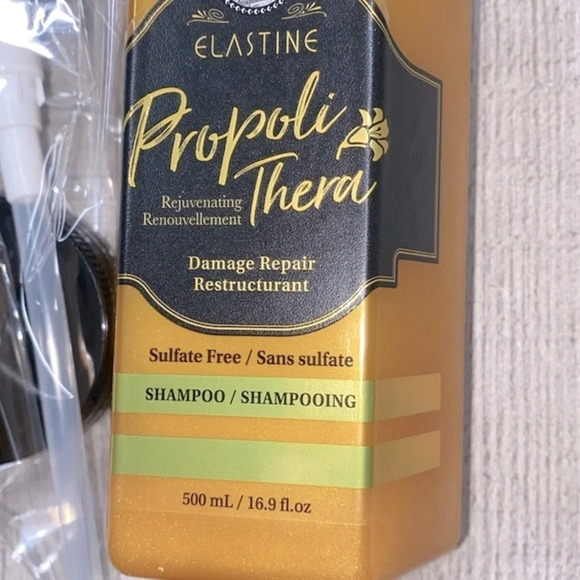 ELASTINE
Propoli
Thera
Rejuvenating
Renouvellement
Damage Repair
Restructurant
Sulfate Free / Sans sulfate
SHAMPOO / SHAMPOOING
500 mL / 16.9 fl.oz